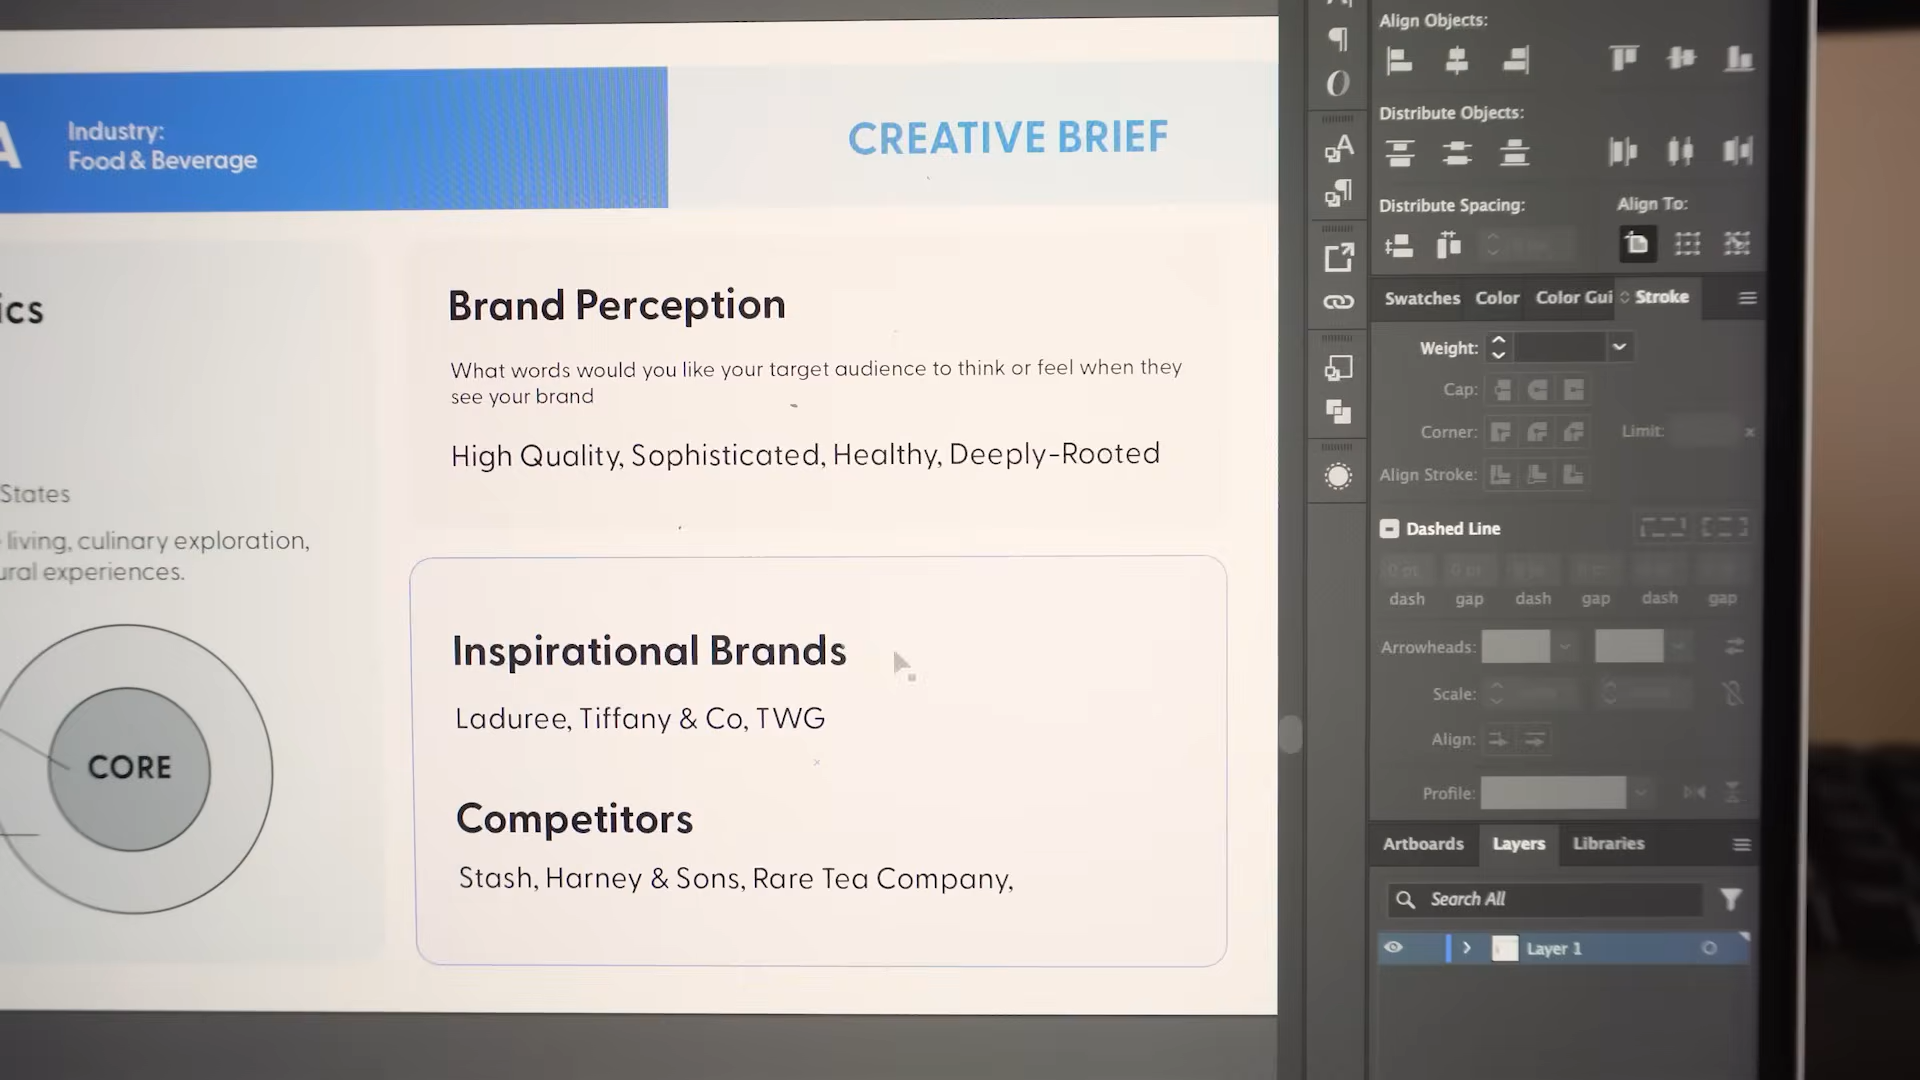 A
Industry:
Food & Beverage
CREATIVE BRIEF
ics
States
living, culinary exploration,
ural experiences.
CORE
Brand Perception
What words would you like your target audience to think or feel when they
see your brand
High Quality, Sophisticated, Healthy, Deeply-Rooted
Inspirational Brands
Laduree, Tiffany & Co, TWG
Competitors
Stash, Harney & Sons, Rare Tea Company,
Align Objects:
Distribute Objects:
Distribute Spacing:
Align To:
Swatches Color Color Gui Stroke
Weight:
Cap:
Corner:
Limit:
Align Stroke:
Dashed Line
dash gap dash gap dash gap
Arrowheads:
Scale:
Align:
Profile:
Artboards Layers Libraries
Search All
Layer 1